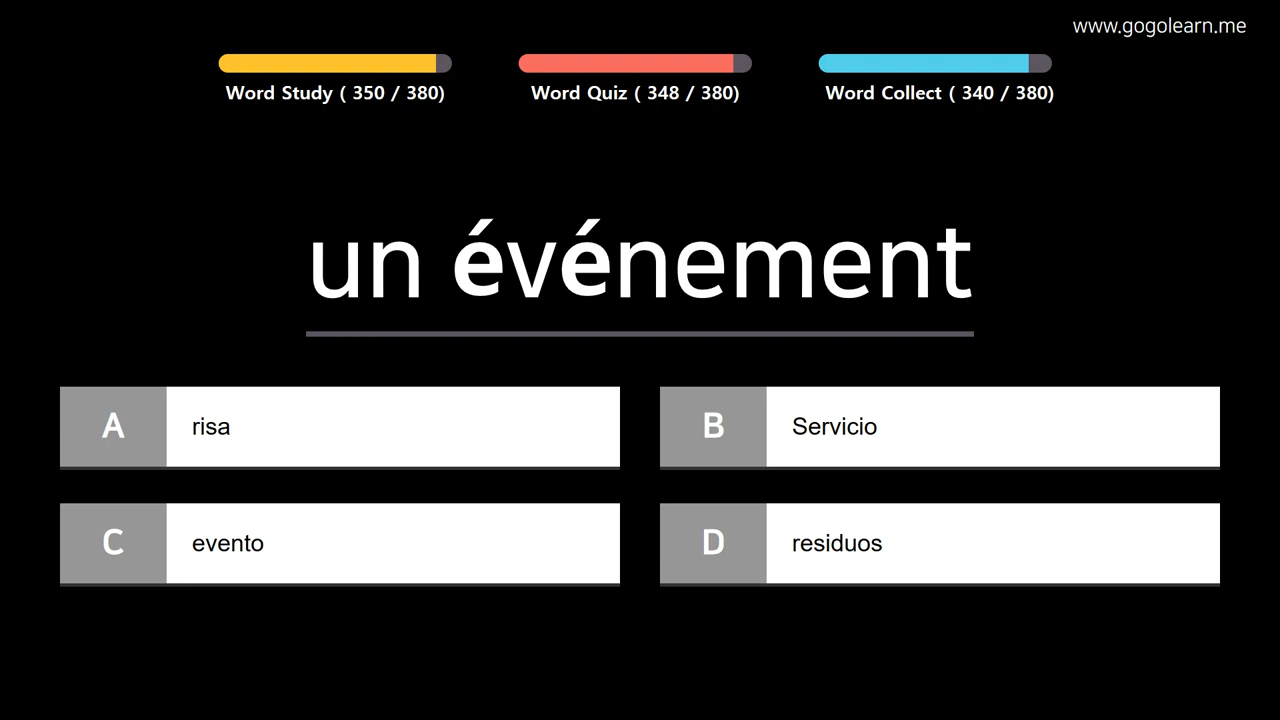 www.gogolearn.me
Word Study ( 350 / 380)
Word Quiz ( 348 / 380)
Word Collect ( 340 / 380)
un événement
A
risa
B
Servicio
C
evento
D
residuos